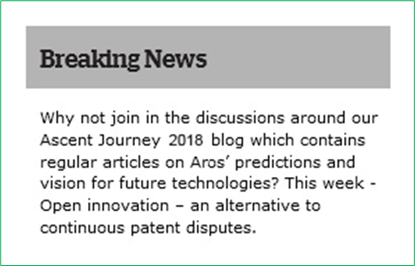 Breaking News
Why not join in the discussions around our
Ascent Journey 2018 blog which contains
regular articles on Aros’ predictions and
vision for future technologies? This week -
Open innovation – an alternative to
continuous patent disputes.